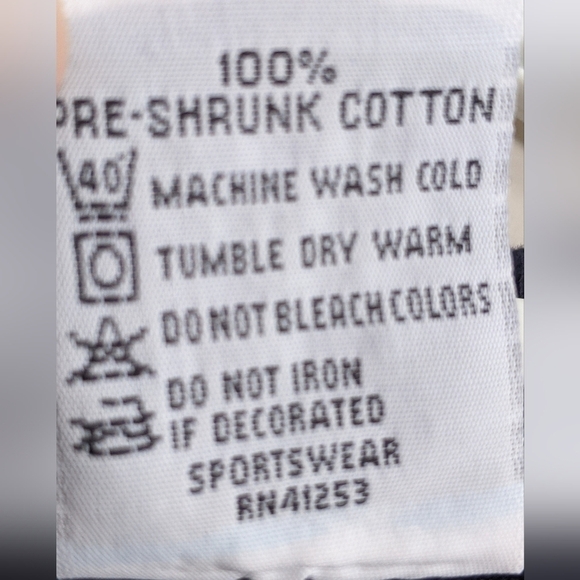 100%
PRE-SHRUNK COTTON
40° MACHINE WASH COLD
TUMBLE DRY WARM
DO NOT BLEACH COLORS
DO NOT IRON
IF DECORATED
SPORTSWEAR
RN41253